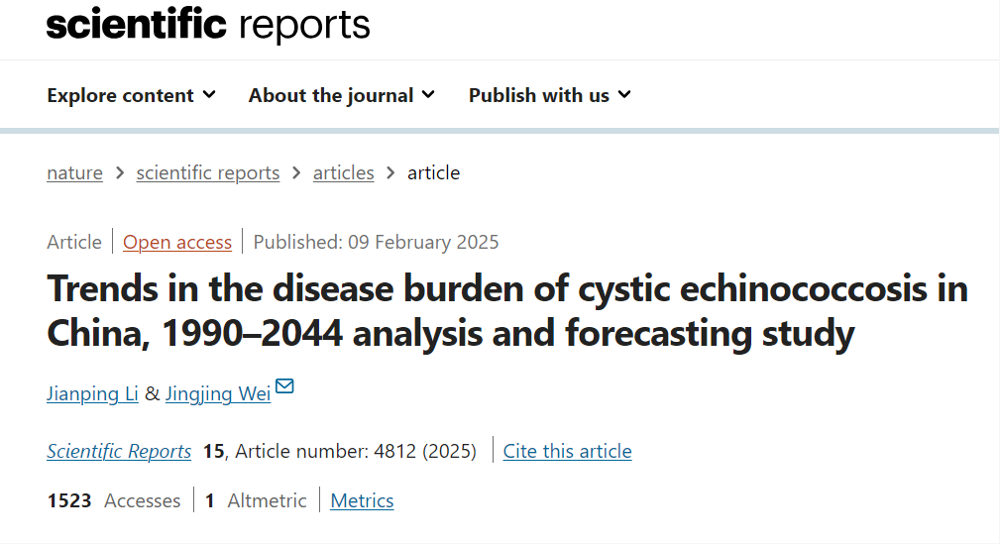 scientific reports
Explore content About the journal Publish with us
nature > scientific reports > articles > article
Article Open access Published: 09 February 2025
Trends in the disease burden of cystic echinococcosis in
China, 1990–2044 analysis and forecasting study
Jianping Li & Jingjing Wei
Scientific Reports 15, Article number: 4812 (2025) Cite this article
1523 Accesses 1 Altmetric Metrics